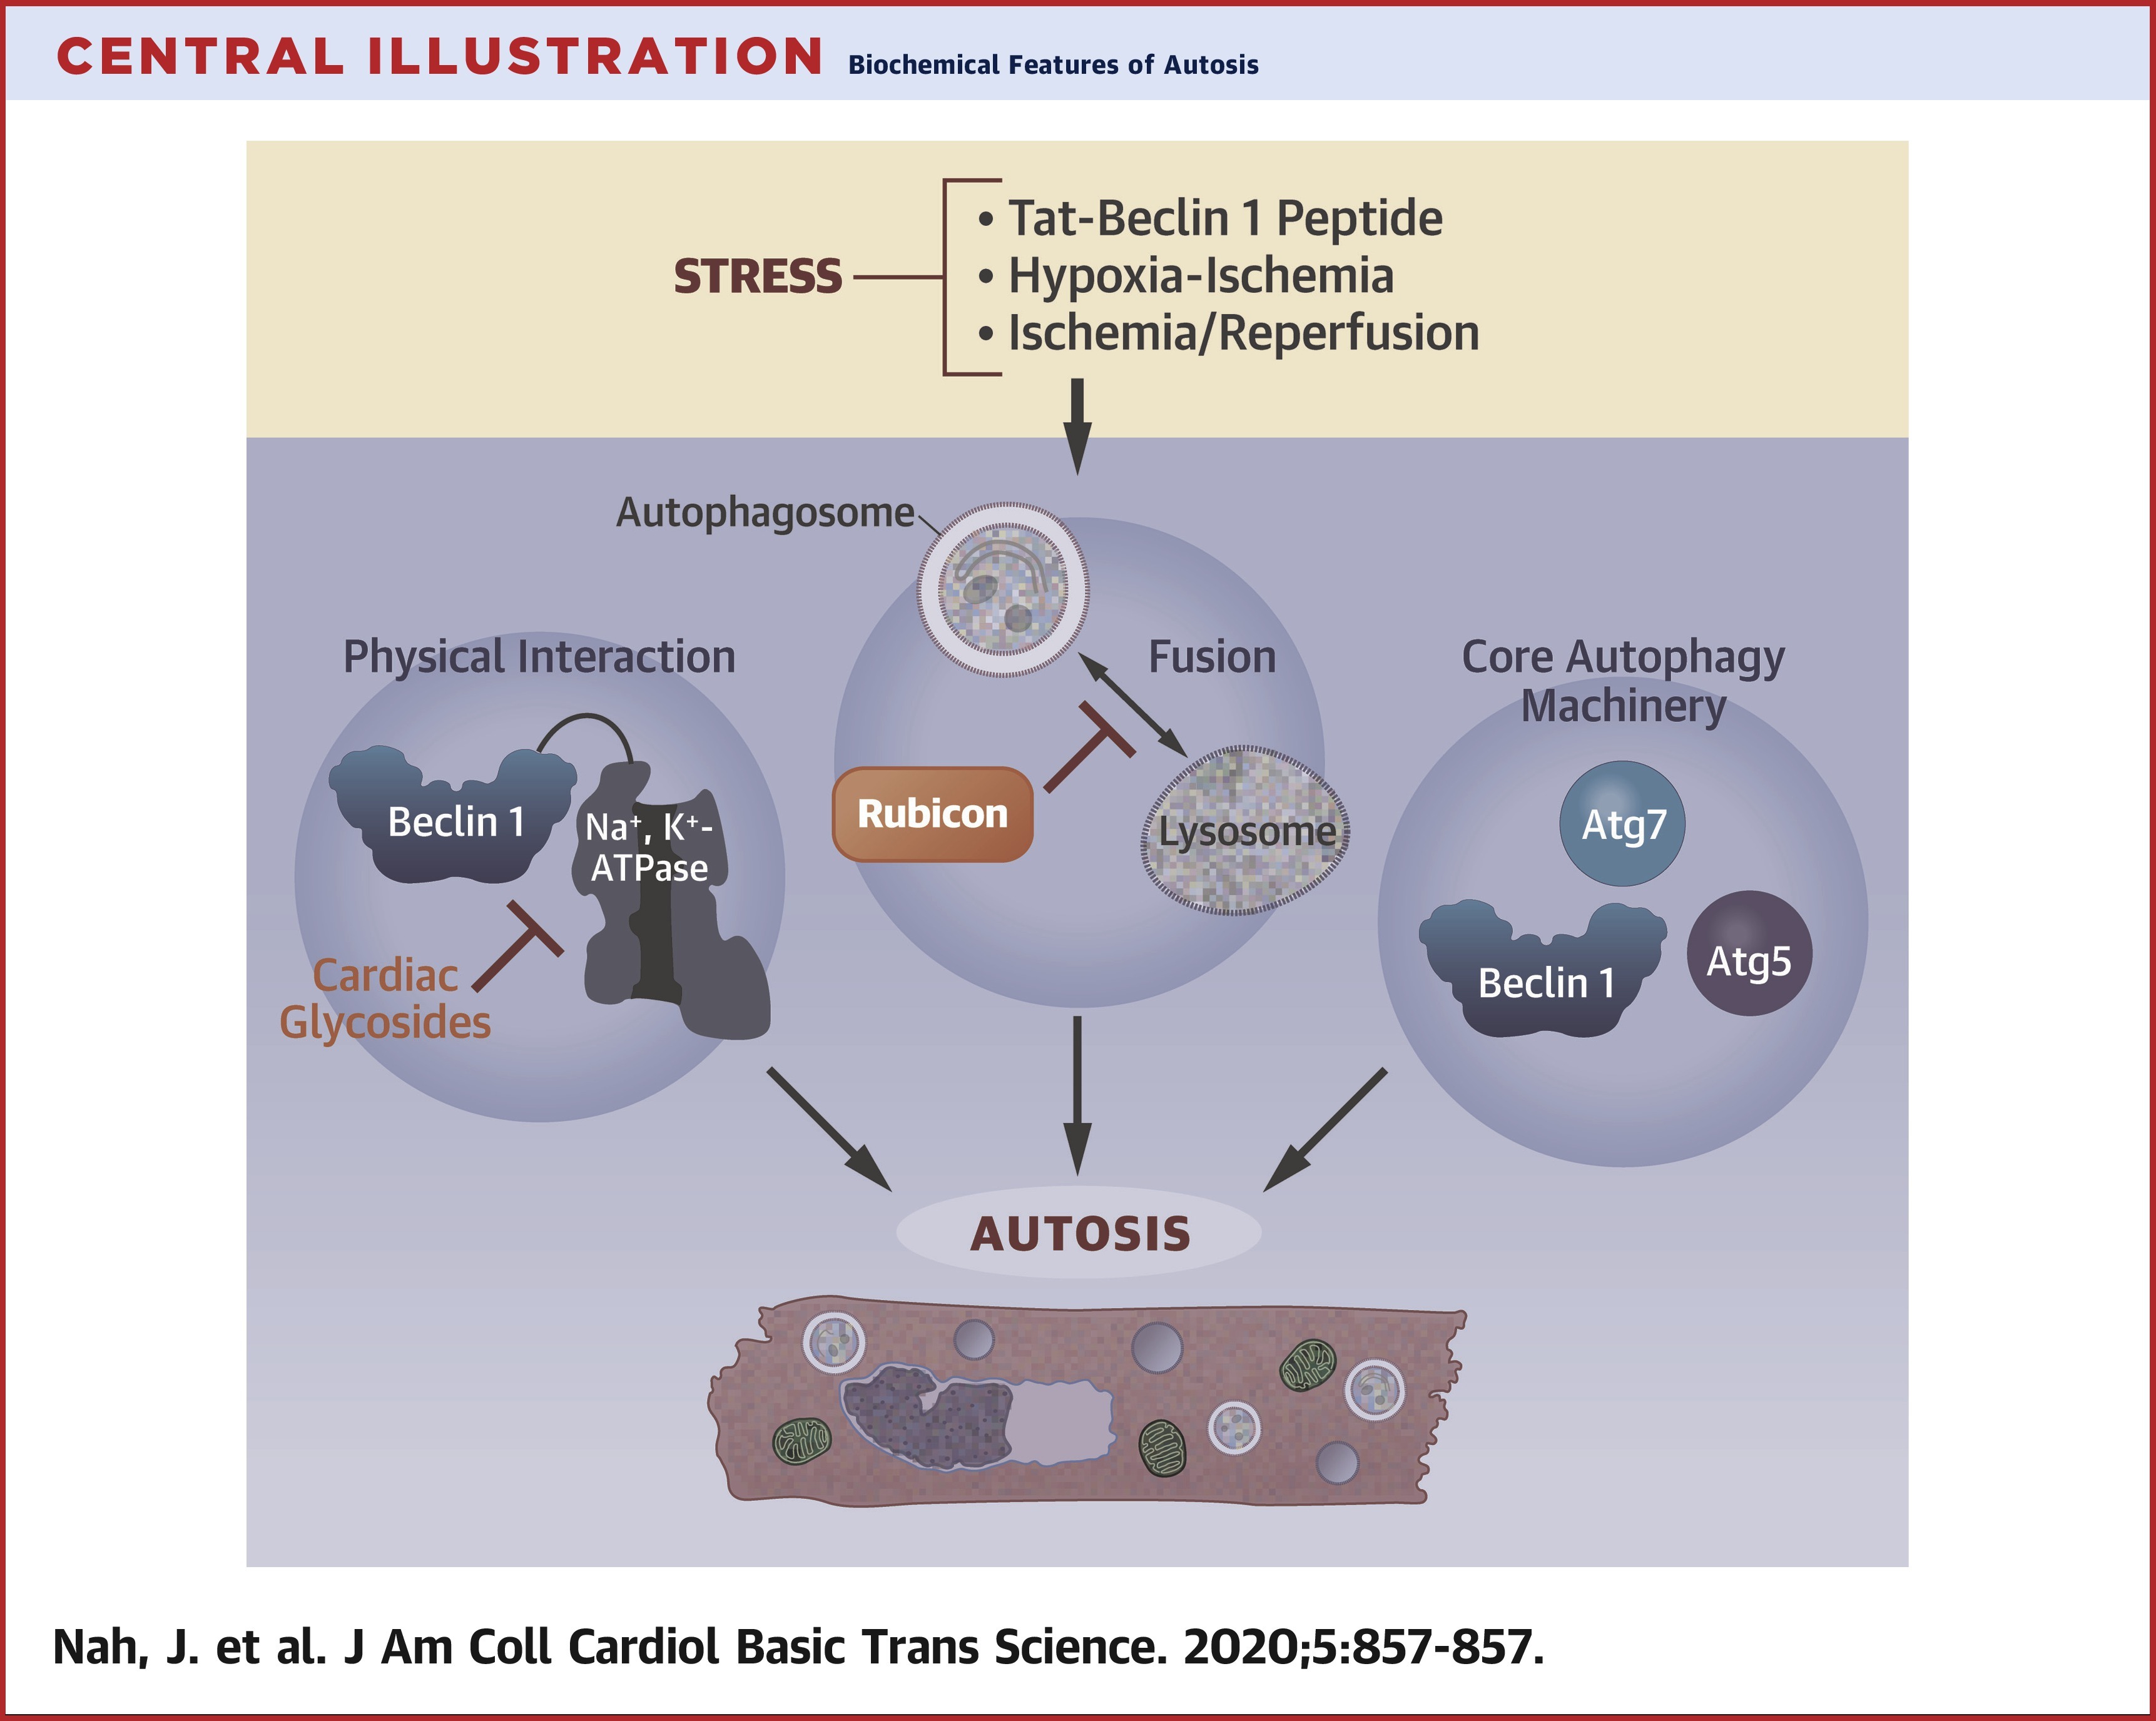 CENTRAL ILLUSTRATION Biochemical Features of Autosis
STRESS
• Tat-Beclin 1 Peptide
• Hypoxia-Ischemia
• Ischemia/Reperfusion
Autophagosome
Physical Interaction
Beclin 1
Na⁺, K⁺-
ATPase
Cardiac
Glycosides
Fusion
Rubicon
Lysosome
Core Autophagy
Machinery
Atg7
Beclin 1
Atg5
AUTOSIS
Nah, J. et al. J Am Coll Cardiol Basic Trans Science. 2020;5:857-857.